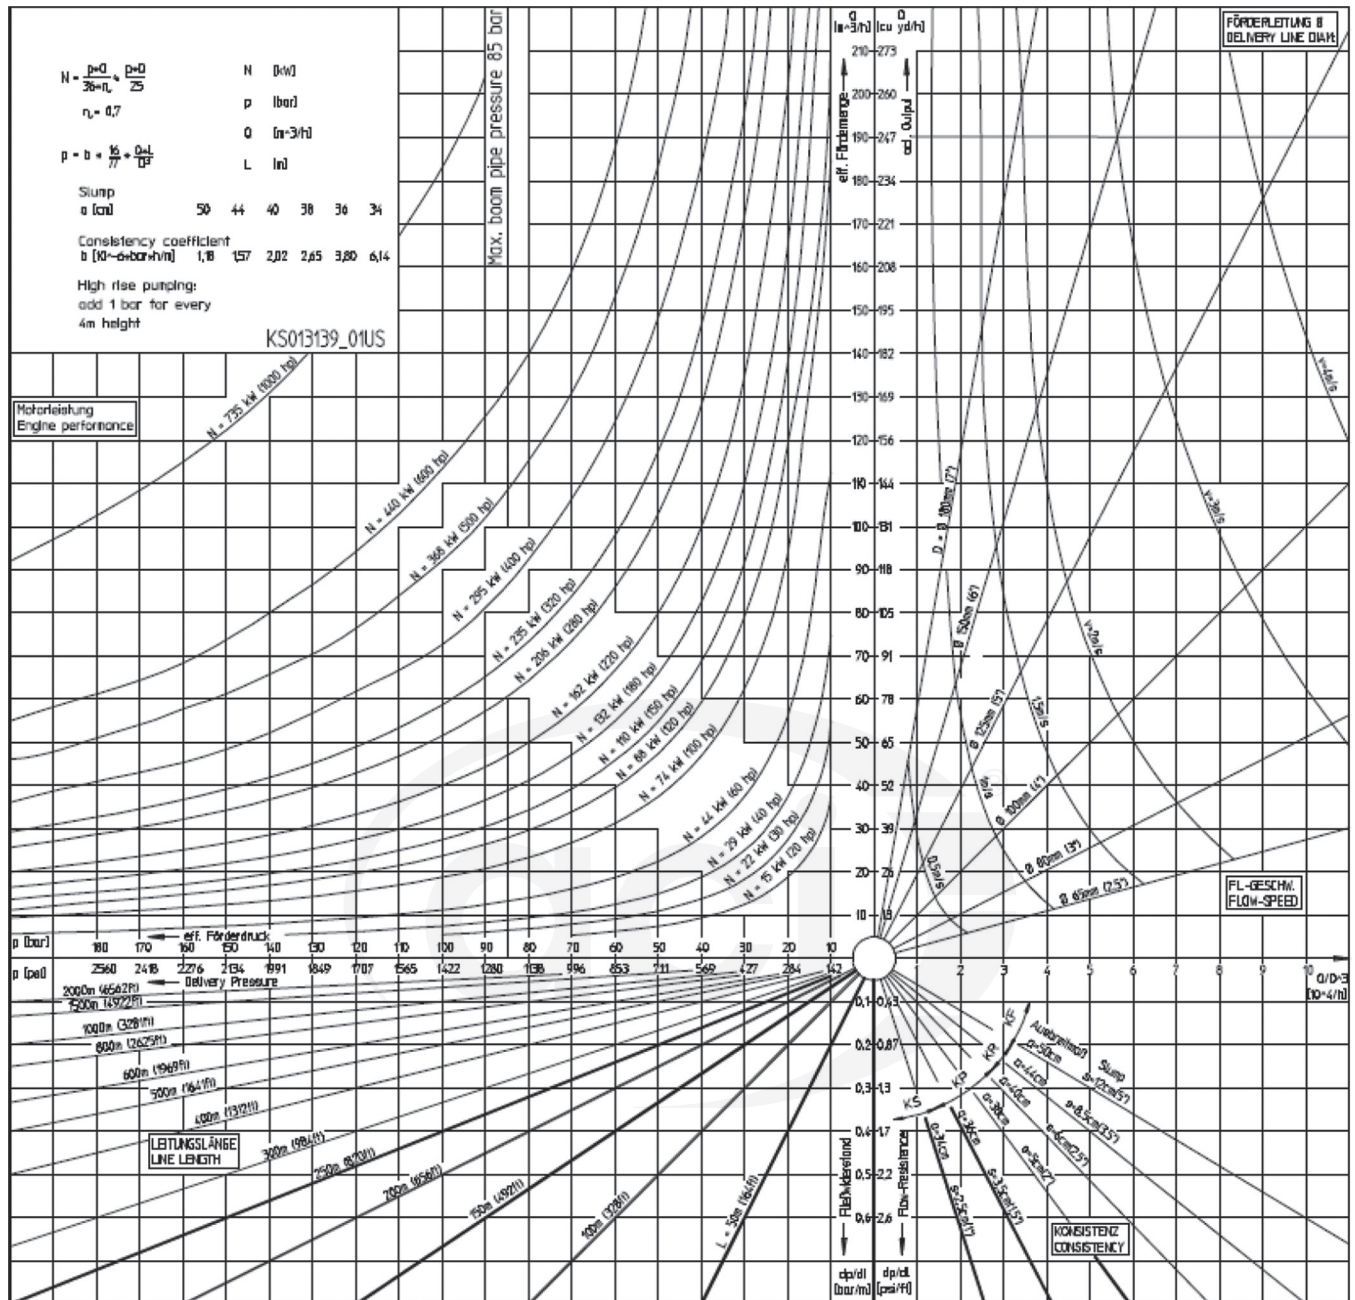 Q Q
[m^3/h] [cu yd/h]
FÖRDERLEITUNG Ø
DELIVERY LINE DIAM:
N [kW]
p [bar]
Q [m^3/h]
L [m]
Slump
a [cm] 50 44 40 38 36 34
Consistency coefficient
b [10^-6*bar*h/m] 1,18 1,57 2,02 2,65 3,80 6,14
High rise pumping:
add 1 bar for every
4m height
KS013139_01US
Max. boom pipe pressure 85 bar
eff. Fördermenge
act. Output
210 273
200 260
190 247
180 234
170 221
160 208
150 195
140 182
130 169
120 156
110 144
100 131
90 118
80 105
70 91
60 78
50 65
40 52
30 39
20 26
10 13
Motorleistung
Engine performance
N = 735 kW (1000 hp)
N = 440 kW (600 hp)
N = 368 kW (500 hp)
N = 295 kW (400 hp)
N = 235 kW (320 hp)
N = 206 kW (280 hp)
N = 162 kW (220 hp)
N = 132 kW (180 hp)
N = 110 kW (150 hp)
N = 88 kW (120 hp)
N = 74 kW (100 hp)
N = 44 kW (60 hp)
N = 29 kW (40 hp)
N = 22 kW (30 hp)
N = 15 kW (20 hp)
v=4m/s
v=3m/s
v=2m/s
1,5m/s
1m/s
0,5m/s
D = Ø 180mm (7")
Ø 150mm (6")
Ø 125mm (5")
Ø 100mm (4")
Ø 80mm (3")
Ø 65mm (2,5")
FL-GESCHW.
FLOW-SPEED
p [bar] eff. Förderdruck
180 170 160 150 140 130 120 110 100 90 80 70 60 50 40 30 20 10
p [psi] 2560 2418 2276 2134 1991 1849 1707 1565 1422 1280 1138 996 853 711 569 427 284 142
Delivery Pressure
1 2 3 4 5 6 7 8 9 10
Q/D^3
[10^4/h]
2000m (6562ft)
1500m (4922ft)
1000m (3281ft)
800m (2625ft)
600m (1969ft)
500m (1641ft)
400m (1312ft)
300m (984ft)
250m (820ft)
200m (656ft)
150m (492ft)
100m (328ft)
L = 50m (164ft)
LEITUNGSLÄNGE
LINE LENGTH
0,1 0,43
0,2 0,87
0,3 1,3
0,4 1,7
0,5 2,2
0,6 2,6
Fließwiderstand
Flow-Resistance
dp/dl dp/dl
[bar/m] [psi/ft]
KF
KR
KP
KS
Ausbreitmaß
Slump
a=50cm
a=44cm
a=40cm
a=38cm
a=36cm
a=34cm
s=12cm(5")
s=8,5cm(3,5")
s=6cm(2,5")
s=5cm(2")
s=3,5cm(1,5")
s=2,5cm(1")
KONSISTENZ
CONSISTENCY